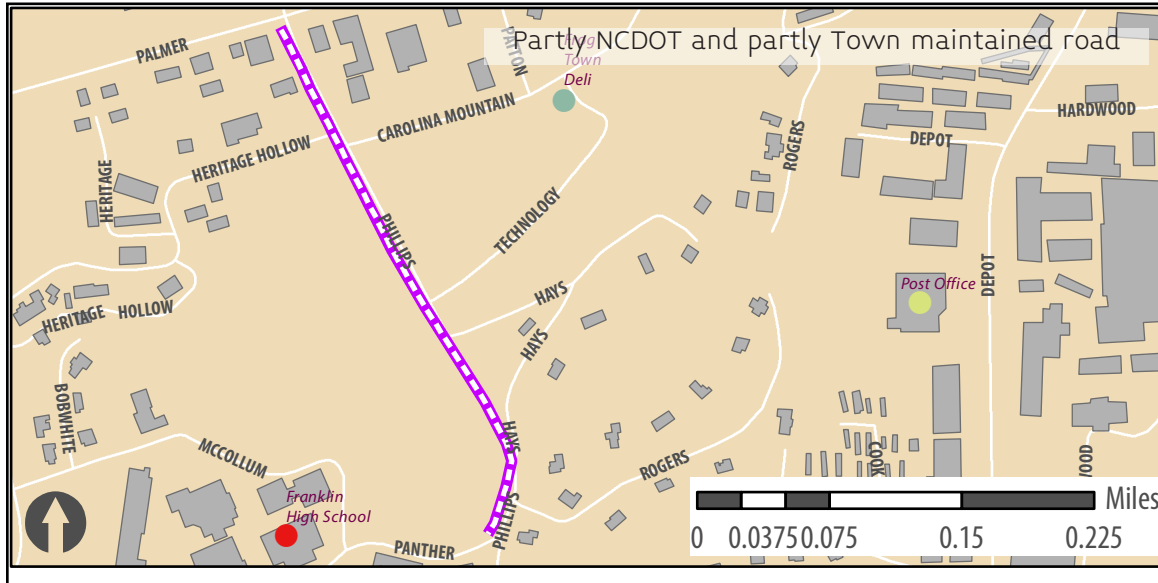 Partly NCDOT and partly Town maintained road
PALMER
PATTON
Frog
Town
Deli
CAROLINA MOUNTAIN
HERITAGE HOLLOW
HERITAGE
ROGERS
DEPOT
HARDWOOD
PHILLIPS
TECHNOLOGY
HAYS
HAYS
DEPOT
Post Office
HERITAGE HOLLOW
BOBWHITE
MCCOLLUM
HAYS
ROGERS
COOK
WOOD
Franklin
High School
PHILLIPS
PANTHER
Miles
0 0.0375 0.075 0.15 0.225